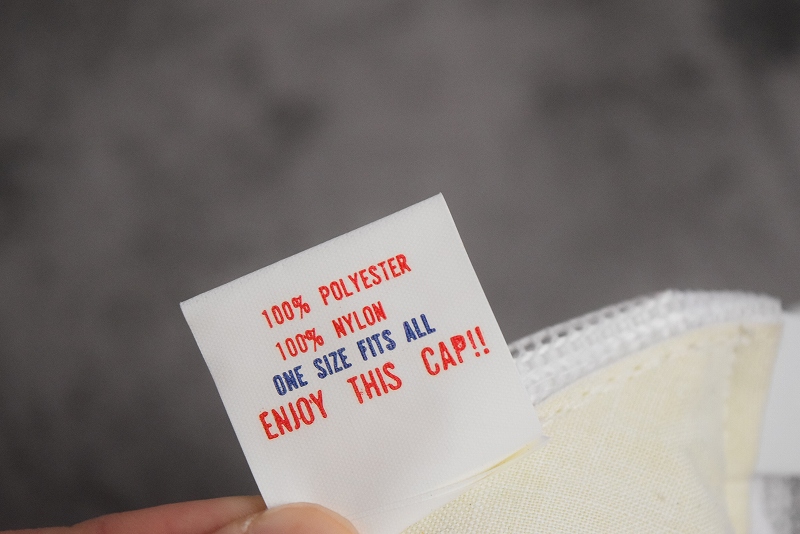 100% POLYESTER
100% NYLON
ONE SIZE FITS ALL
ENJOY THIS CAP!!